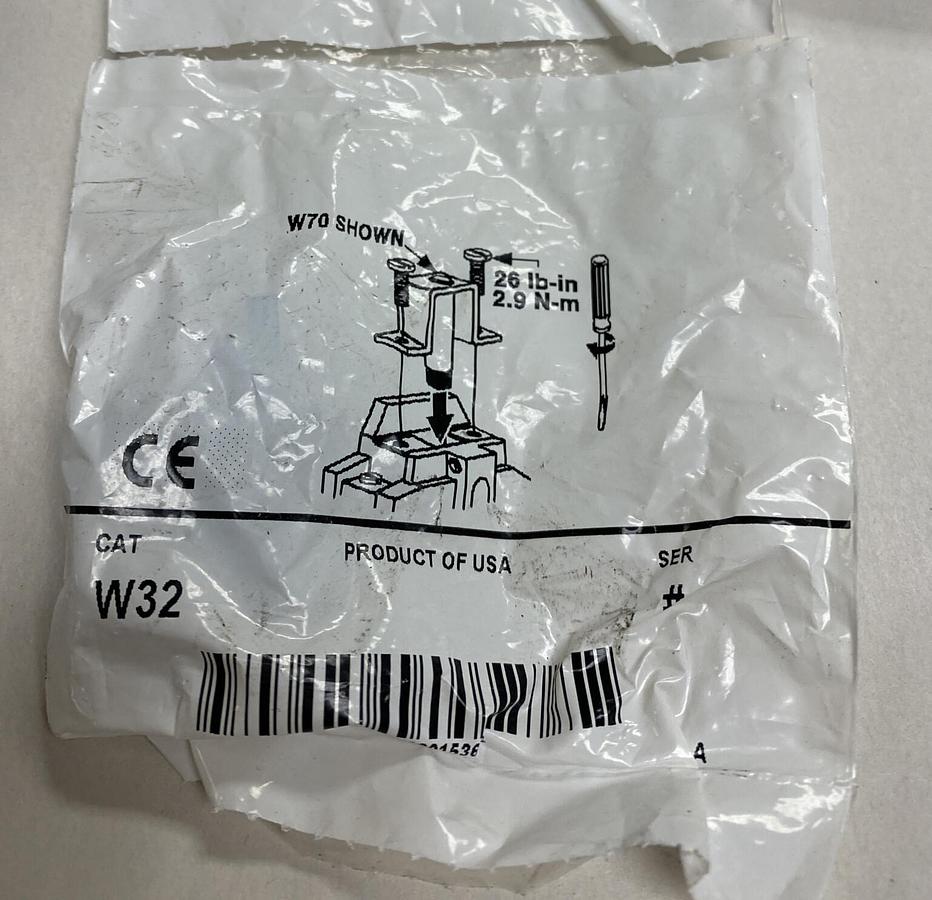 W70 SHOWN
26 lb-in
2.9 N-m
CE
CAT
PRODUCT OF USA
SER
W32
#
A